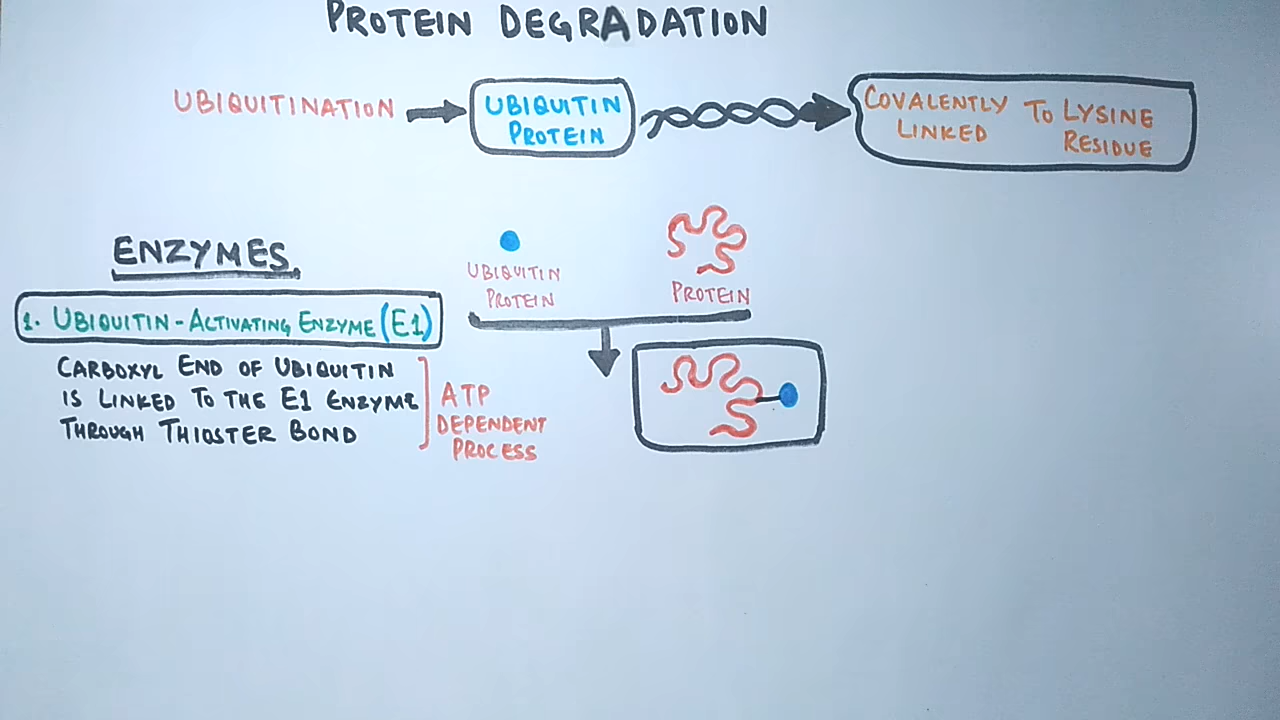 PROTEIN DEGRADATION
UBIQUITINATION
UBIQUITIN
PROTEIN
COVALENTLY TO LYSINE
LINKED RESIDUE
ENZYMES
UBIQUITIN
PROTEIN
PROTEIN
1. UBIQUITIN-ACTIVATING ENZYME (E1)
CARBOXYL END OF UBIQUITIN
IS LINKED TO THE E1 ENZYME
THROUGH THIOSTER BOND
ATP
DEPENDENT
PROCESS